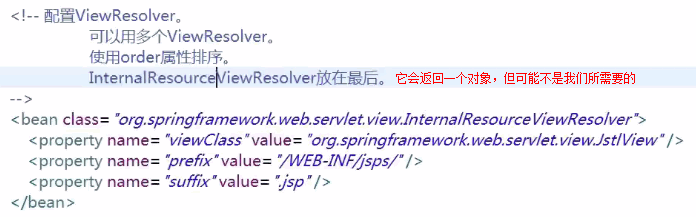 <!-- 配置ViewResolver。
可以用多个ViewResolver。
使用order属性排序。
InternalResourceViewResolver放在最后。 它会返回一个对象，但可能不是我们所需要的
-->
<bean class="org.springframework.web.servlet.view.InternalResourceViewResolver">
<property name="viewClass" value="org.springframework.web.servlet.view.JstlView" />
<property name="prefix" value="/WEB-INF/jsps/" />
<property name="suffix" value=".jsp" />
</bean>